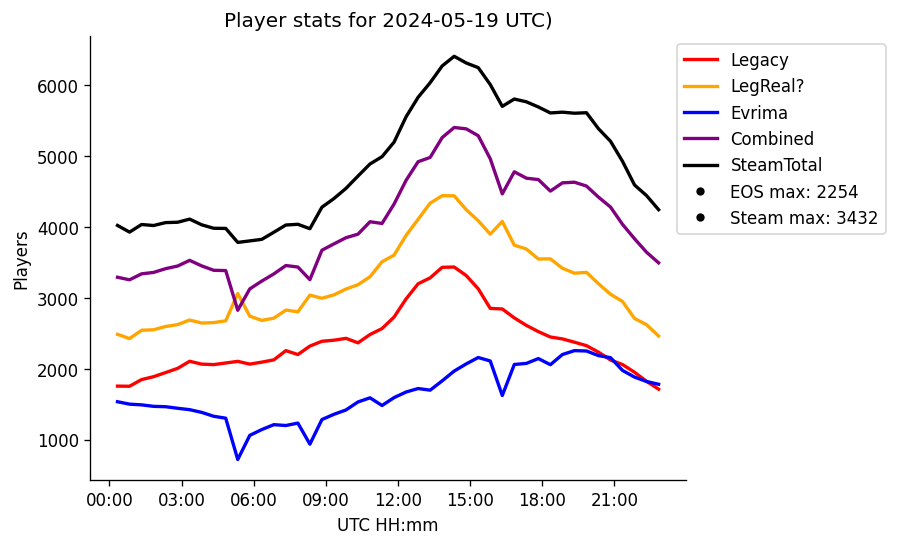 Player stats for 2024-05-19 UTC)
Legacy
LegReal?
Evrima
Combined
SteamTotal
EOS max: 2254
Steam max: 3432
Players
6000
5000
4000
3000
2000
1000
00:00 03:00 06:00 09:00 12:00 15:00 18:00 21:00
UTC HH:mm